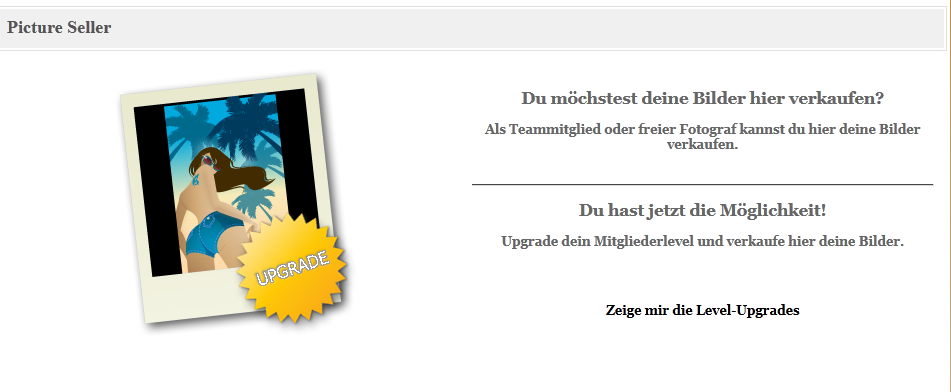 Picture Seller
Du möchstest deine Bilder hier verkaufen?
Als Teammitglied oder freier Fotograf kannst du hier deine Bilder
verkaufen.
Du hast jetzt die Möglichkeit!
Upgrade dein Mitgliederlevel und verkaufe hier deine Bilder.
UPGRADE
Zeige mir die Level-Upgrades